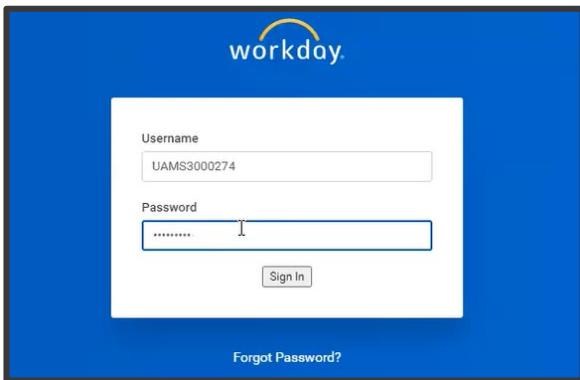 workday.
Username
UAMS3000274
Password
•••••••••
Sign In
Forgot Password?